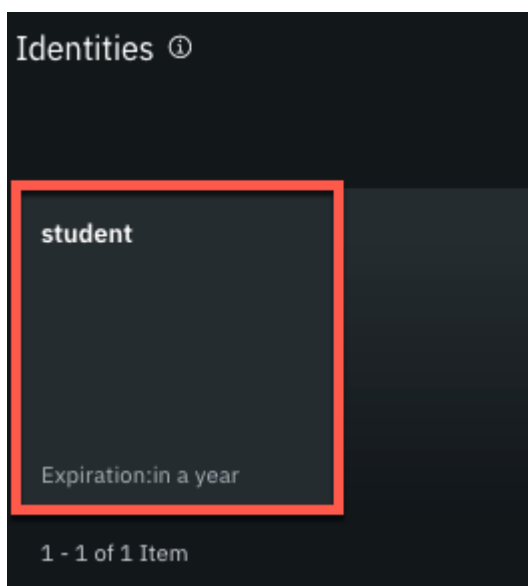 Identities
student
Expiration:in a year
1 - 1 of 1 Item